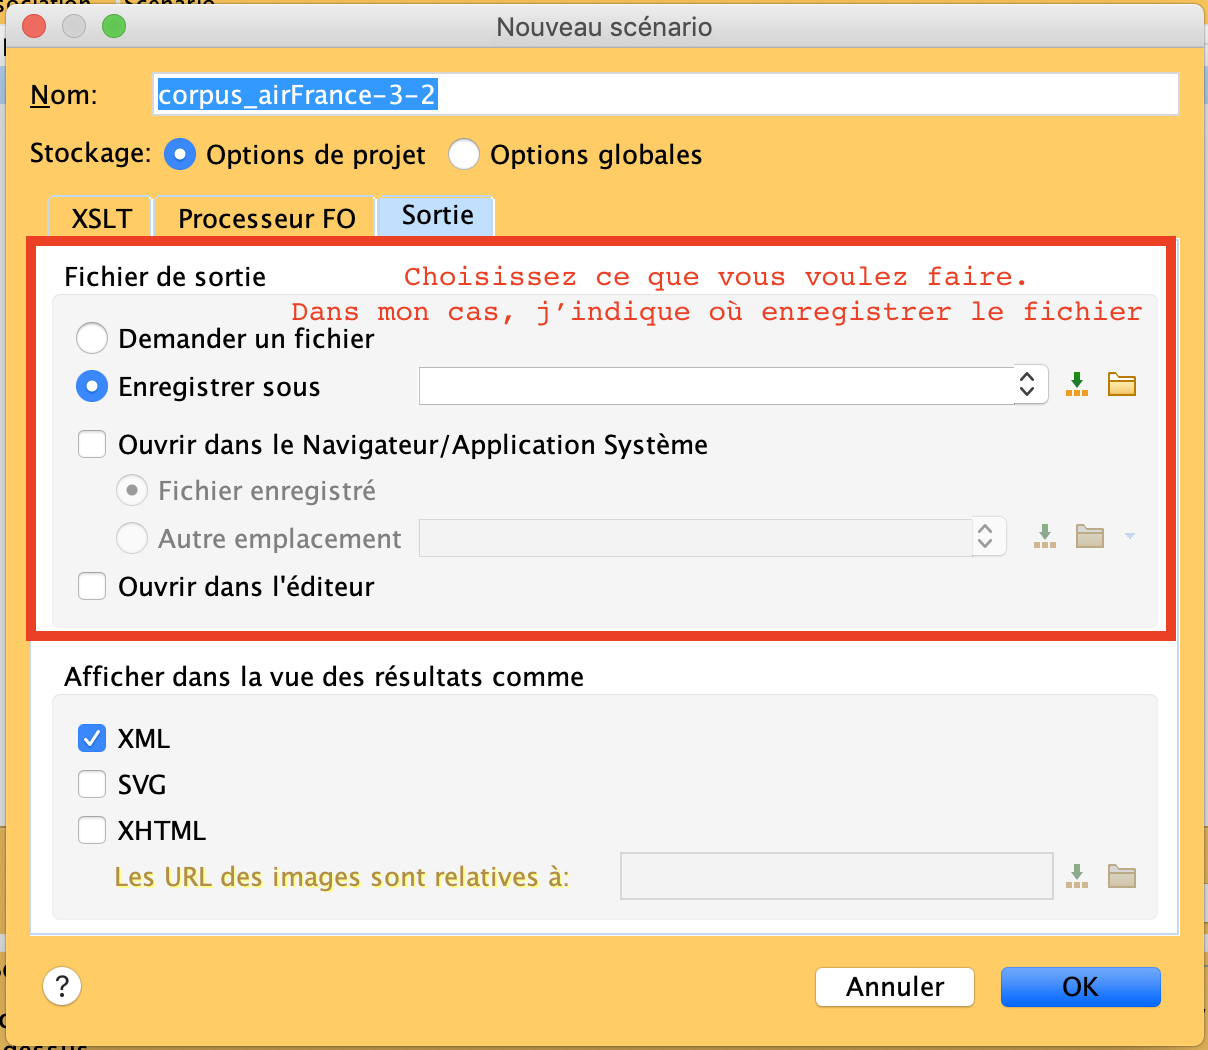 Scénario
Nouveau scénario
Nom:
corpus_airFrance-3-2
Stockage:
Options de projet
Options globales
XSLT
Processeur FO
Sortie
Fichier de sortie
Choisissez ce que vous voulez faire.
Dans mon cas, j’indique où enregistrer le fichier
Demander un fichier
Enregistrer sous
Ouvrir dans le Navigateur/Application Système
Fichier enregistré
Autre emplacement
Ouvrir dans l'éditeur
Afficher dans la vue des résultats comme
XML
SVG
XHTML
Les URL des images sont relatives à:
?
Annuler
OK